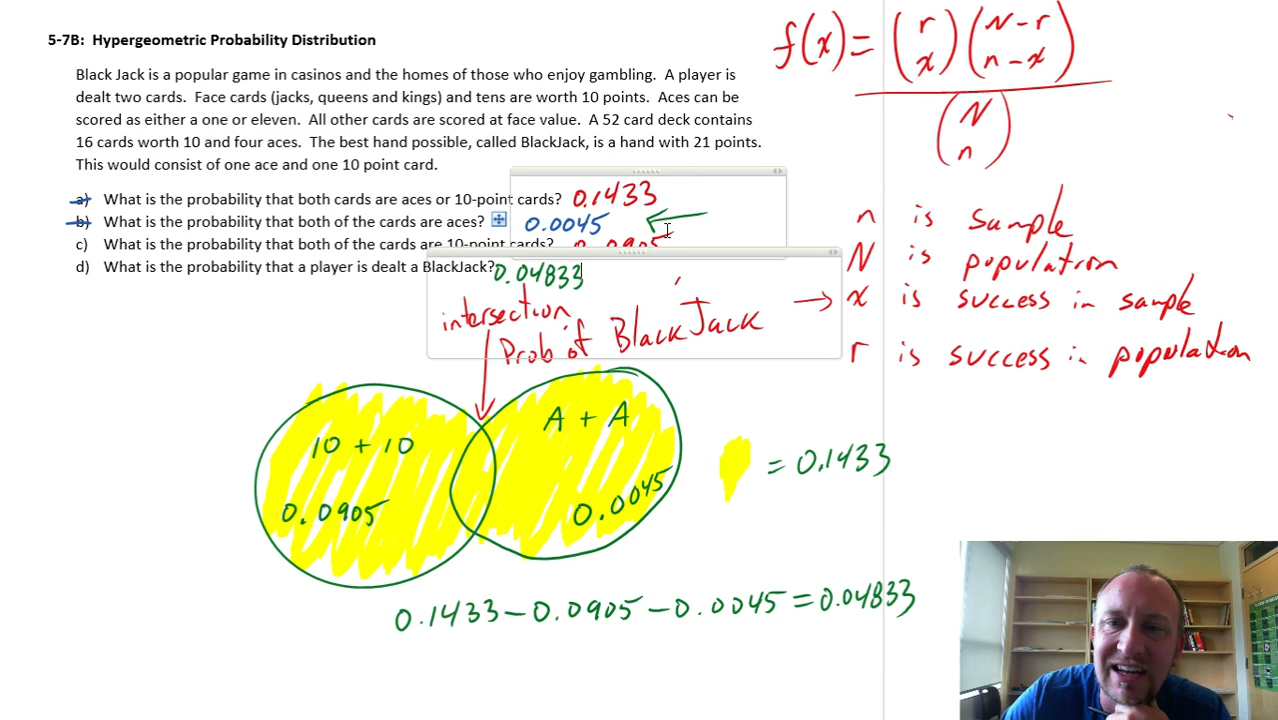 5-7B: Hypergeometric Probability Distribution
Black Jack is a popular game in casinos and the homes of those who enjoy gambling. A player is
dealt two cards. Face cards (jacks, queens and kings) and tens are worth 10 points. Aces can be
scored as either a one or eleven. All other cards are scored at face value. A 52 card deck contains
16 cards worth 10 and four aces. The best hand possible, called BlackJack, is a hand with 21 points.
This would consist of one ace and one 10 point card.
a) What is the probability that both cards are aces or 10-point cards? 0.1433
b) What is the probability that both of the cards are aces? 0.0045
c) What is the probability that both of the cards are 10-point cards? 0.0905
d) What is the probability that a player is dealt a BlackJack? 0.04833
intersection
Prob of BlackJack
f(x) = (r x) (N-r n-x)
(N n)
n is sample
N is population
→ x is success in sample
r is success in population
10 + 10
0.0905
A + A
0.0045
= 0.1433
0.1433 - 0.0905 - 0.0045 = 0.04833